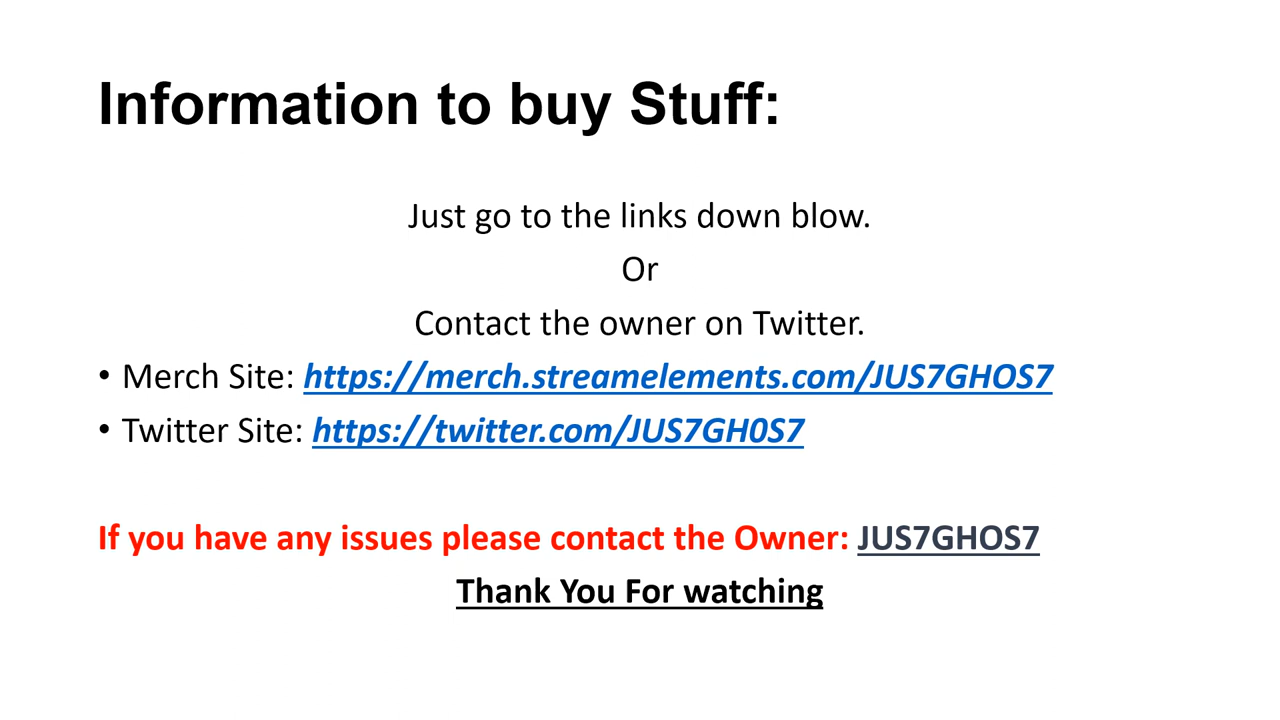 Information to buy Stuff:
Just go to the links down blow.
Or
Contact the owner on Twitter.
• Merch Site: https://merch.streamelements.com/JUS7GHOS7
• Twitter Site: https://twitter.com/JUS7GH0S7
If you have any issues please contact the Owner: JUS7GHOS7
Thank You For watching